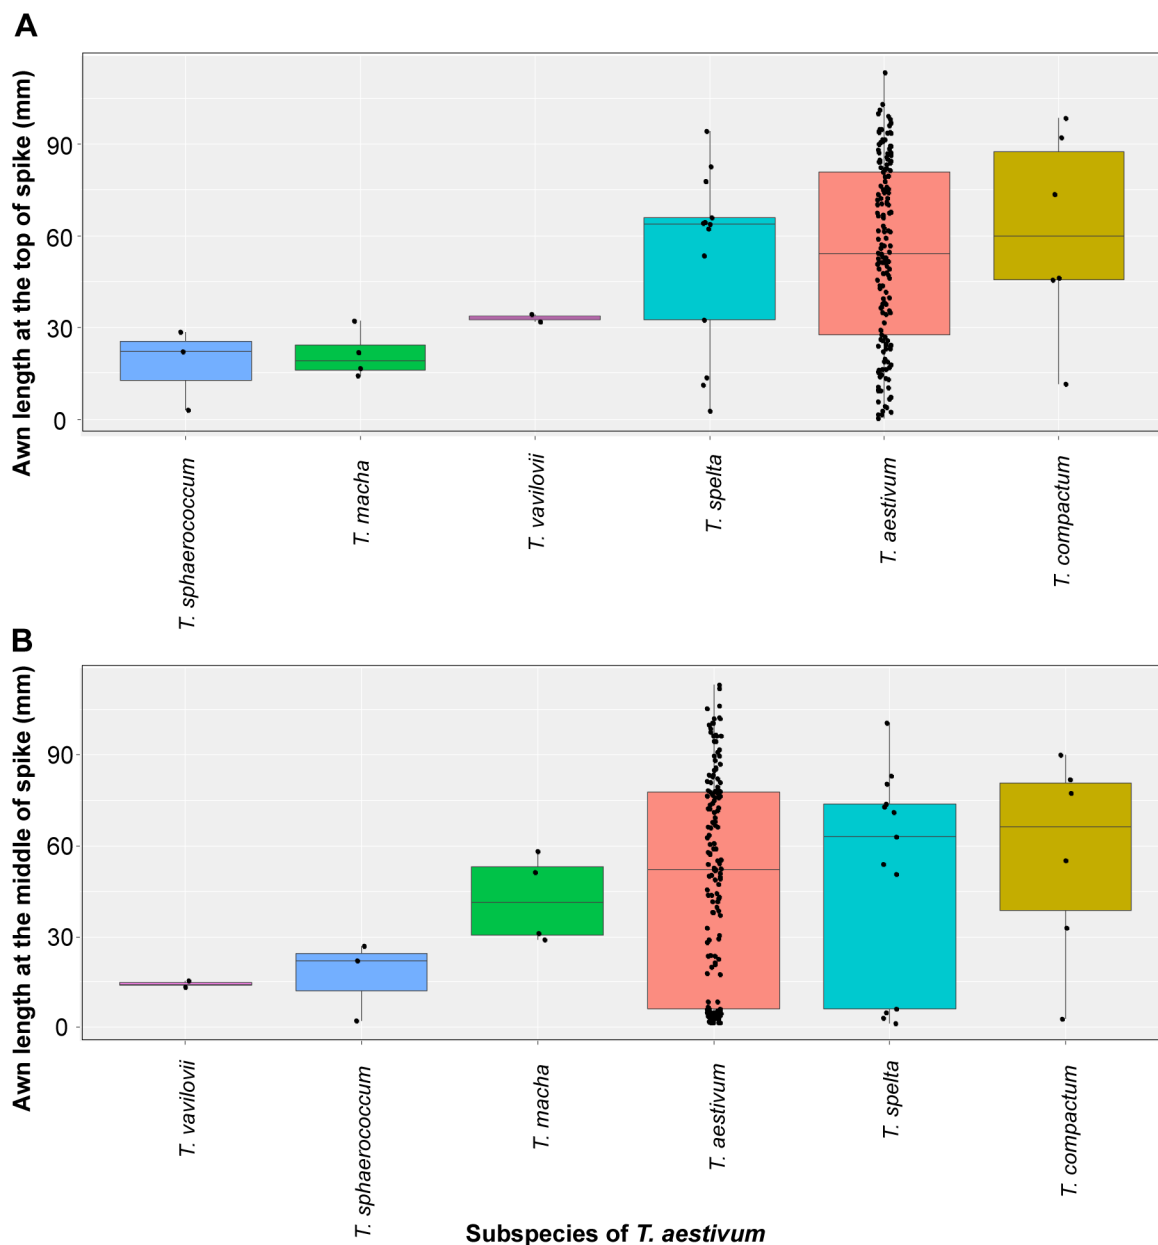 A
Awn length at the top of spike (mm)
90
60
30
0
T. sphaerococcum
T. macha
T. vavilovii
T. spelta
T. aestivum
T. compactum
B
Awn length at the middle of spike (mm)
90
60
30
0
T. vavilovii
T. sphaerococcum
T. macha
T. aestivum
T. spelta
T. compactum
Subspecies of T. aestivum